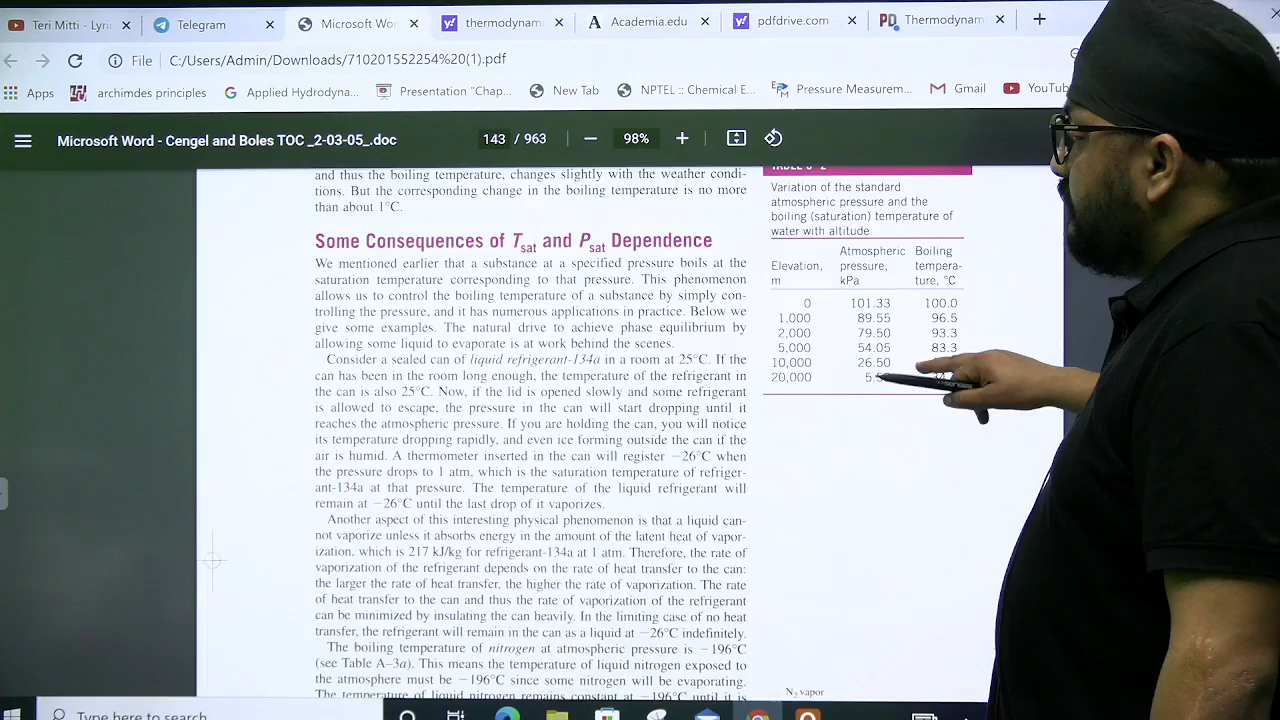 Teri Mitti - Lyric
Telegram
Microsoft Wor
thermodynam
Academia.edu
pdfdrive.com
Thermodynam
File
C:/Users/Admin/Downloads/710201552254%20(1).pdf
Apps
archimdes principles
Applied Hydrodyna...
Presentation "Chap...
New Tab
NPTEL :: Chemical E...
Pressure Measurem...
Gmail
YouTub
Microsoft Word - Cengel and Boles TOC _2-03-05_.doc
143 / 963
98%
and thus the boiling temperature, changes slightly with the weather condi-
tions. But the corresponding change in the boiling temperature is no more
than about 1°C.
Some Consequences of Tsat and Psat Dependence
We mentioned earlier that a substance at a specified pressure boils at the
saturation temperature corresponding to that pressure. This phenomenon
allows us to control the boiling temperature of a substance by simply con-
trolling the pressure, and it has numerous applications in practice. Below we
give some examples. The natural drive to achieve phase equilibrium by
allowing some liquid to evaporate is at work behind the scenes.
Consider a sealed can of liquid refrigerant-134a in a room at 25°C. If the
can has been in the room long enough, the temperature of the refrigerant in
the can is also 25°C. Now, if the lid is opened slowly and some refrigerant
is allowed to escape, the pressure in the can will start dropping until it
reaches the atmospheric pressure. If you are holding the can, you will notice
its temperature dropping rapidly, and even ice forming outside the can if the
air is humid. A thermometer inserted in the can will register −26°C when
the pressure drops to 1 atm, which is the saturation temperature of refriger-
ant-134a at that pressure. The temperature of the liquid refrigerant will
remain at −26°C until the last drop of it vaporizes.
Another aspect of this interesting physical phenomenon is that a liquid can-
not vaporize unless it absorbs energy in the amount of the latent heat of vapor-
ization, which is 217 kJ/kg for refrigerant-134a at 1 atm. Therefore, the rate of
vaporization of the refrigerant depends on the rate of heat transfer to the can:
the larger the rate of heat transfer, the higher the rate of vaporization. The rate
of heat transfer to the can and thus the rate of vaporization of the refrigerant
can be minimized by insulating the can heavily. In the limiting case of no heat
transfer, the refrigerant will remain in the can as a liquid at −26°C indefinitely.
The boiling temperature of nitrogen at atmospheric pressure is −196°C
(see Table A–3a). This means the temperature of liquid nitrogen exposed to
the atmosphere must be −196°C since some nitrogen will be evaporating.
The temperature of liquid nitrogen remains constant at −196°C until it is
Variation of the standard
atmospheric pressure and the
boiling (saturation) temperature of
water with altitude
Elevation, m
Atmospheric pressure, kPa
Boiling tempera- ture, °C
0 101.33 100.0
1,000 89.55 96.5
2,000 79.50 93.3
5,000 54.05 83.3
10,000 26.50
20,000
N2 vapor
Type here to search